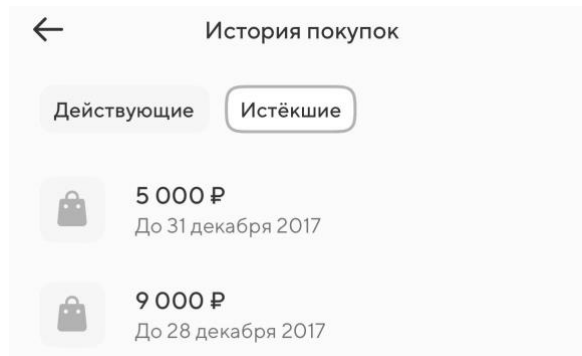 История покупок
Действующие Истёкшие
5 000 ₽
До 31 декабря 2017
9 000 ₽
До 28 декабря 2017